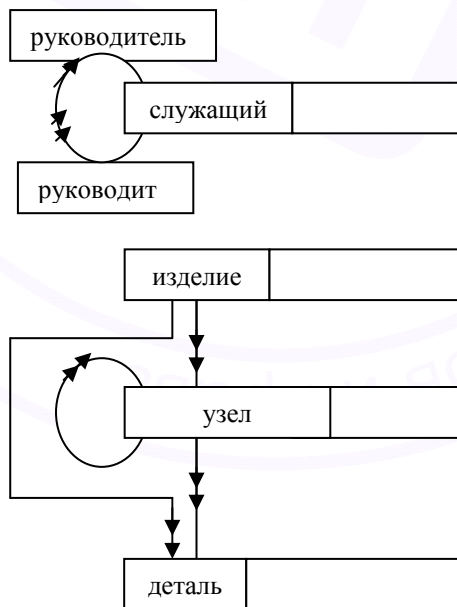 руководитель
служащий
руководит
изделие
узел
деталь